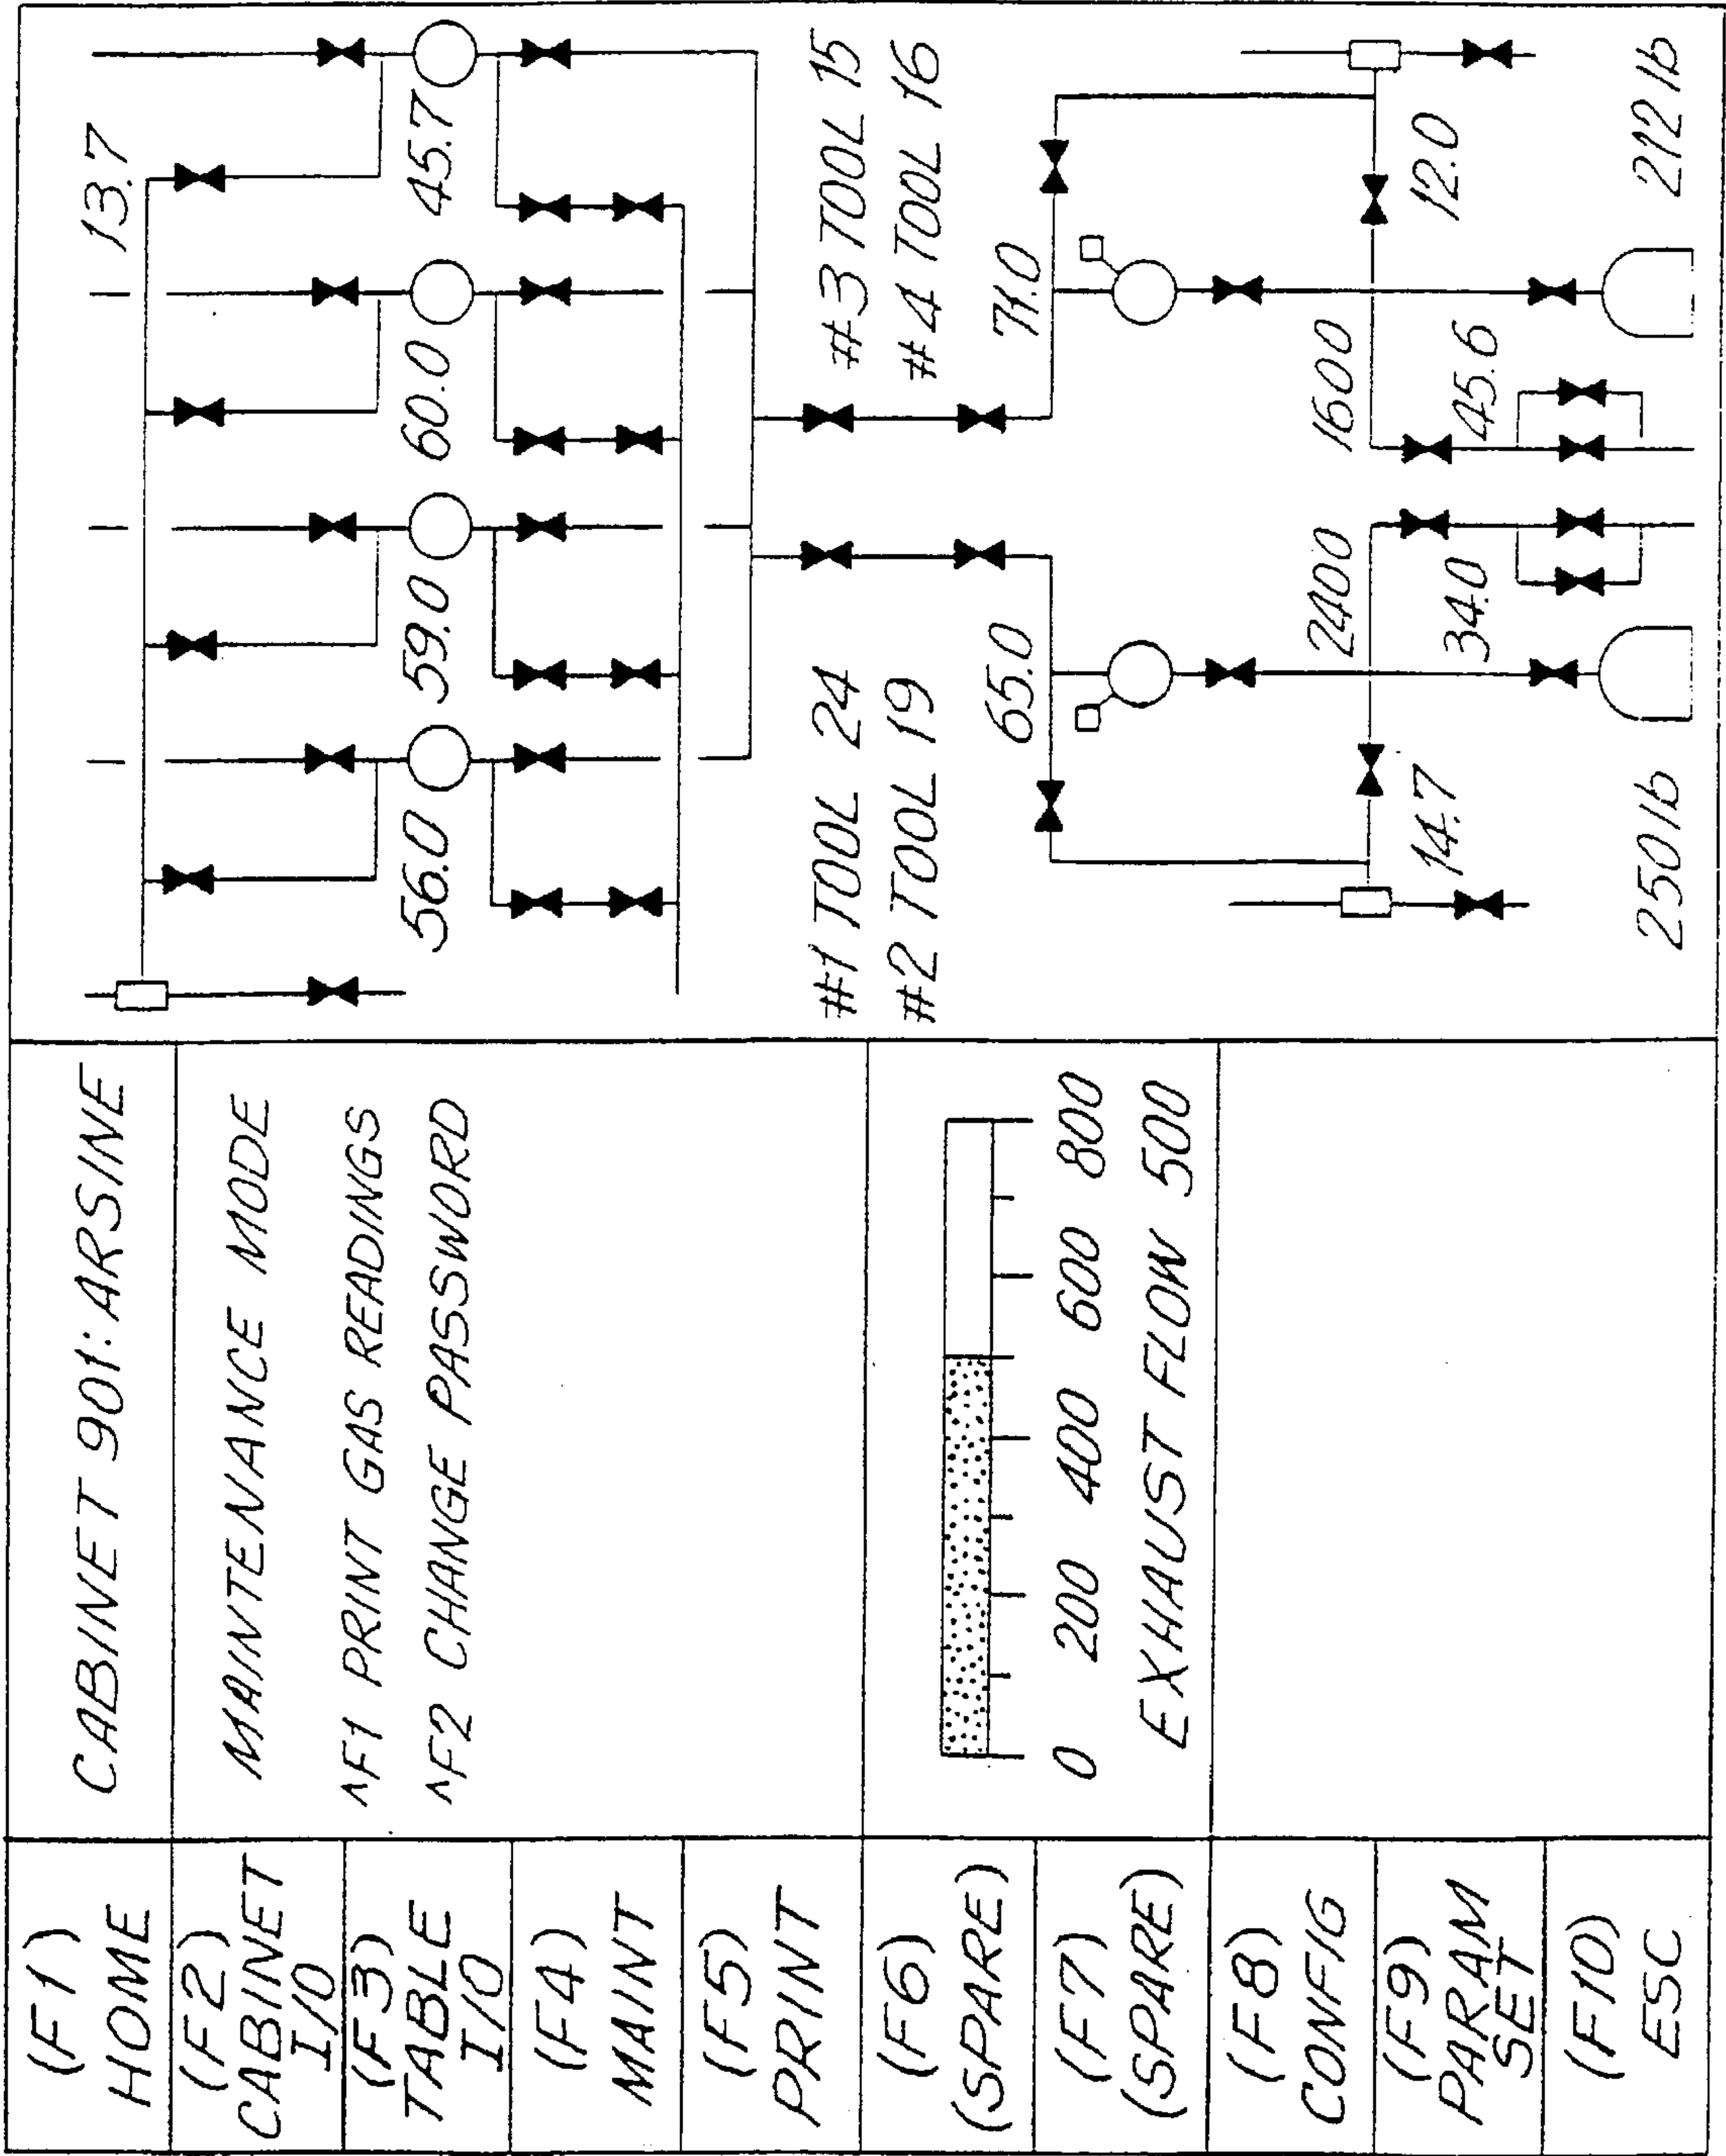 (F1)
HOME
(F2)
CABINET
I/O
(F3)
TABLE
I/O
(F4)
MAINT
(F5)
PRINT
(F6)
(SPARE)
(F7)
(SPARE)
(F8)
CONFIG
(F9)
PARAM
SET
(F10)
ESC
CABINET 901: ARSINE
MAINTENANCE MODE
^F1 PRINT GAS READINGS
^F2 CHANGE PASSWORD
0 200 400 600 800
EXHAUST FLOW 500
13.7
56.0 59.0 60.0 45.7
#1 TOOL 24 #3 TOOL 15
#2 TOOL 19 #4 TOOL 16
65.0 71.0
2400 1600
14.7 34.0 45.6 12.0
250 lb 212 lb